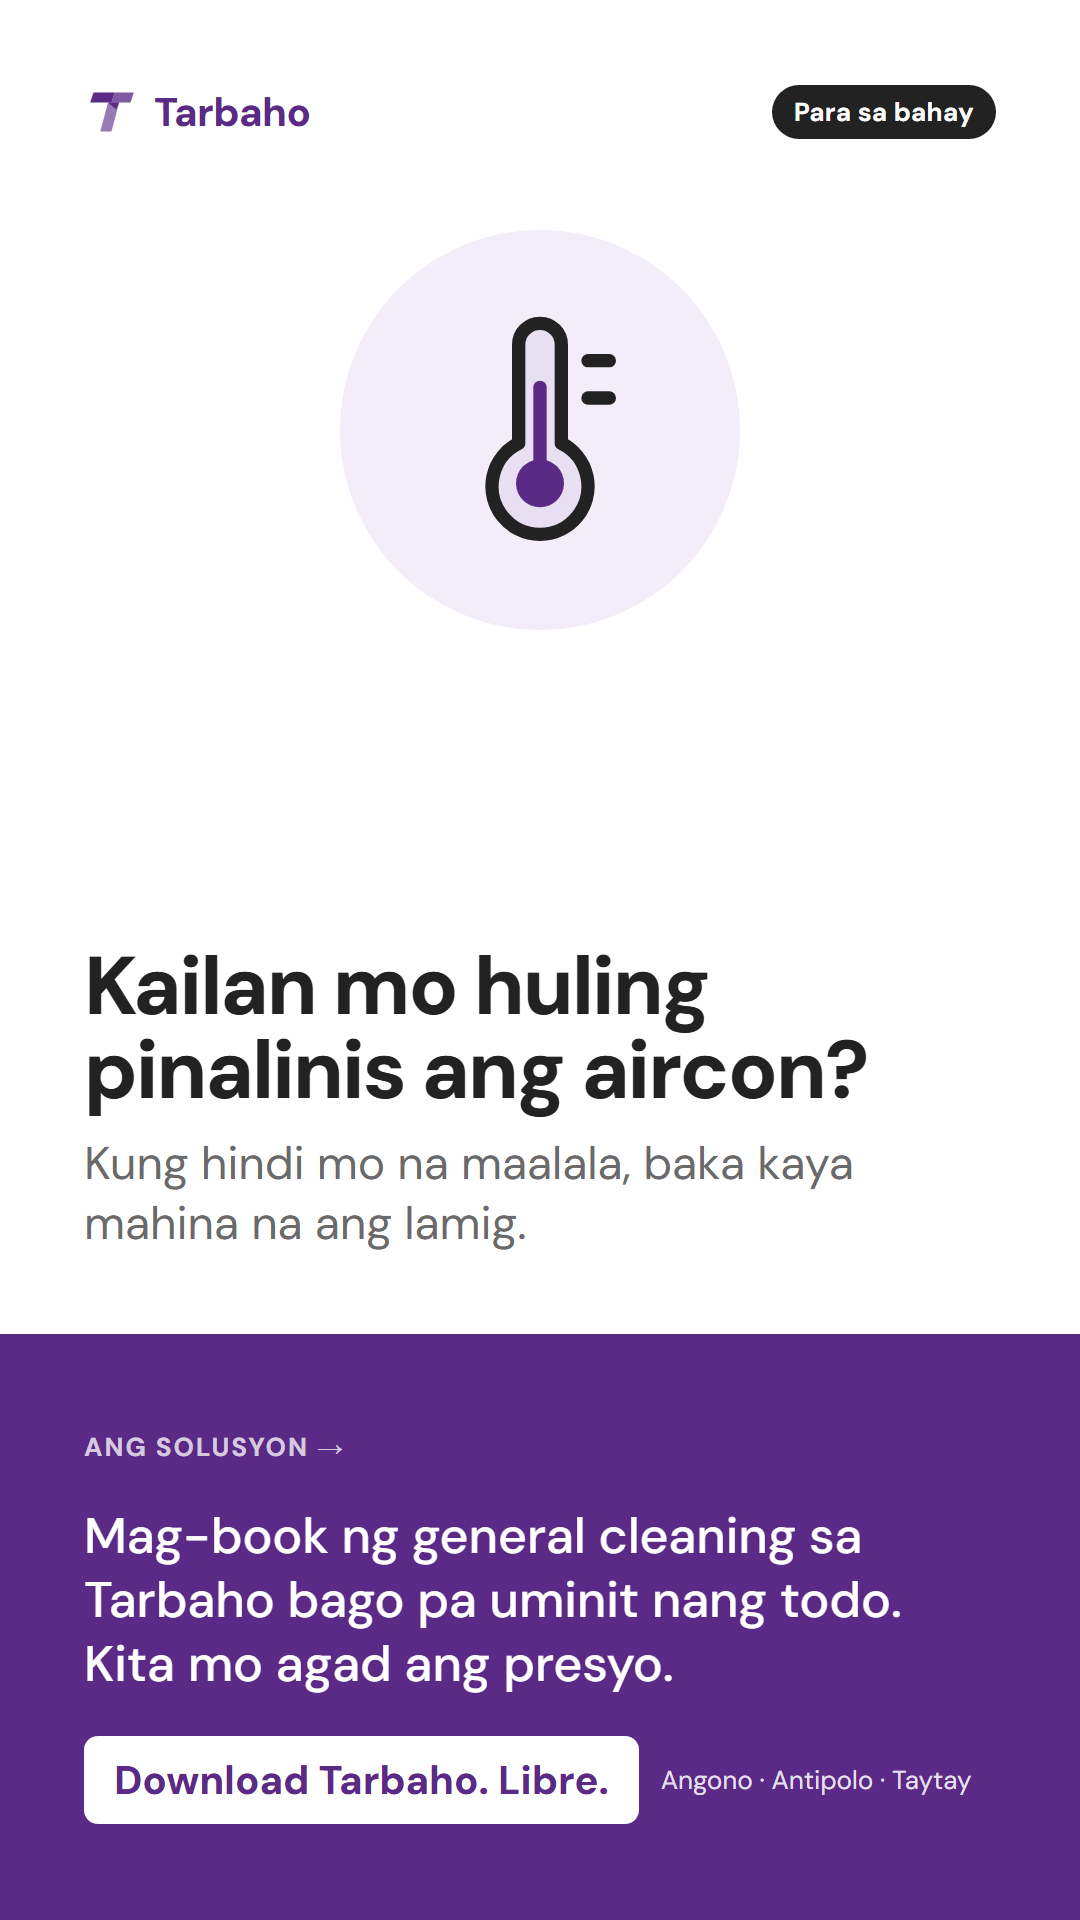 Tarbaho
Para sa bahay
Kailan mo huling
pinalinis ang aircon?
Kung hindi mo na maalala, baka kaya
mahina na ang lamig.
ANG SOLUSYON →
Mag-book ng general cleaning sa
Tarbaho bago pa uminit nang todo.
Kita mo agad ang presyo.
Download Tarbaho. Libre.
Angono · Antipolo · Taytay